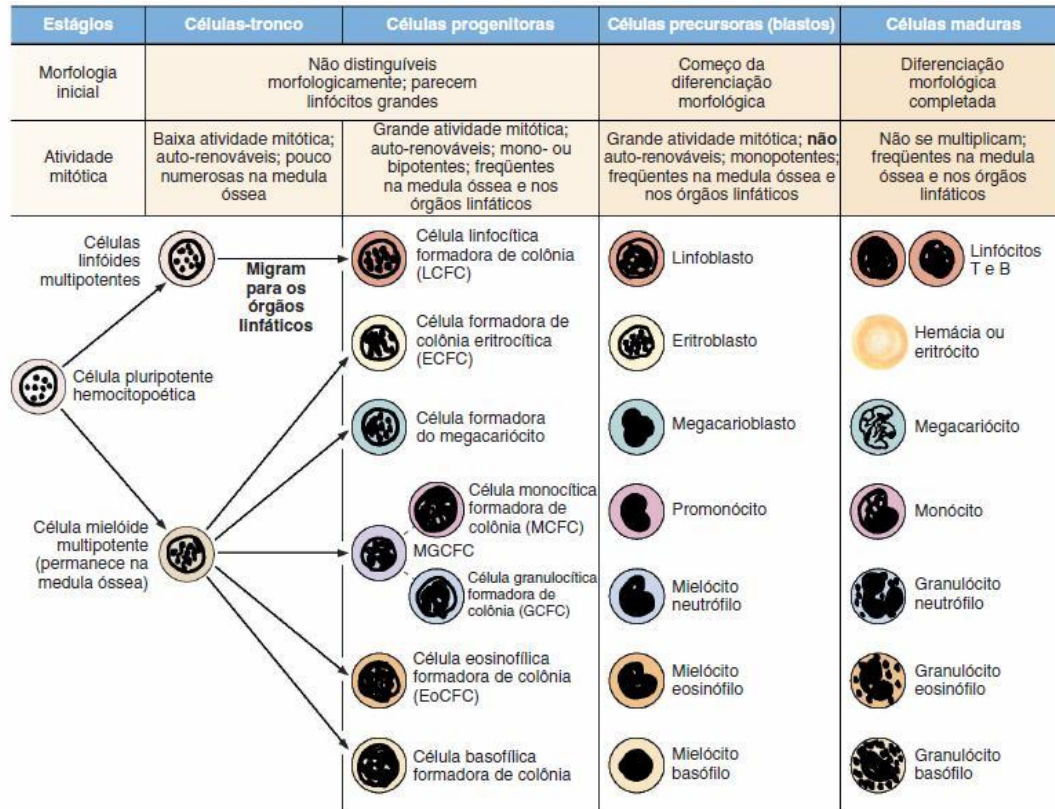 Estágios
Células-tronco
Células progenitoras
Células precursoras (blastos)
Células maduras
Morfologia
inicial
Não distinguíveis
morfologicamente; parecem
linfócitos grandes
Começo da
diferenciação
morfológica
Diferenciação
morfológica
completada
Atividade
mitótica
Baixa atividade mitótica;
auto-renováveis; pouco
numerosas na medula
óssea
Grande atividade mitótica;
auto-renováveis; mono- ou
bipotentes; freqüentes
na medula óssea e nos
órgãos linfáticos
Grande atividade mitótica; não
auto-renováveis; monopotentes;
freqüentes na medula óssea e
nos órgãos linfáticos
Não se multiplicam;
freqüentes na medula
óssea e nos órgãos
linfáticos
Células
linfóides
multipotentes
Migram
para os
órgãos
linfáticos
Célula linfocítica
formadora de colônia
(LCFC)
Linfoblasto
Linfócitos
T e B
Célula formadora de
colônia eritrocítica
(ECFC)
Eritroblasto
Hemácia ou
eritrócito
Célula pluripotente
hemocitopoética
Célula formadora
do megacariócito
Megacarioblasto
Megacariócito
Célula mielóide
multipotente
(permanece na
medula óssea)
Célula monocítica
formadora de
colônia (MCFC)
MGCFC
Célula granulocítica
formadora de
colônia (GCFC)
Promonócito
Monócito
Mielócito
neutrófilo
Granulócito
neutrófilo
Célula eosinofílica
formadora de colônia
(EoCFC)
Mielócito
eosinófilo
Granulócito
eosinófilo
Célula basofílica
formadora de colônia
Mielócito
basófilo
Granulócito
basófilo